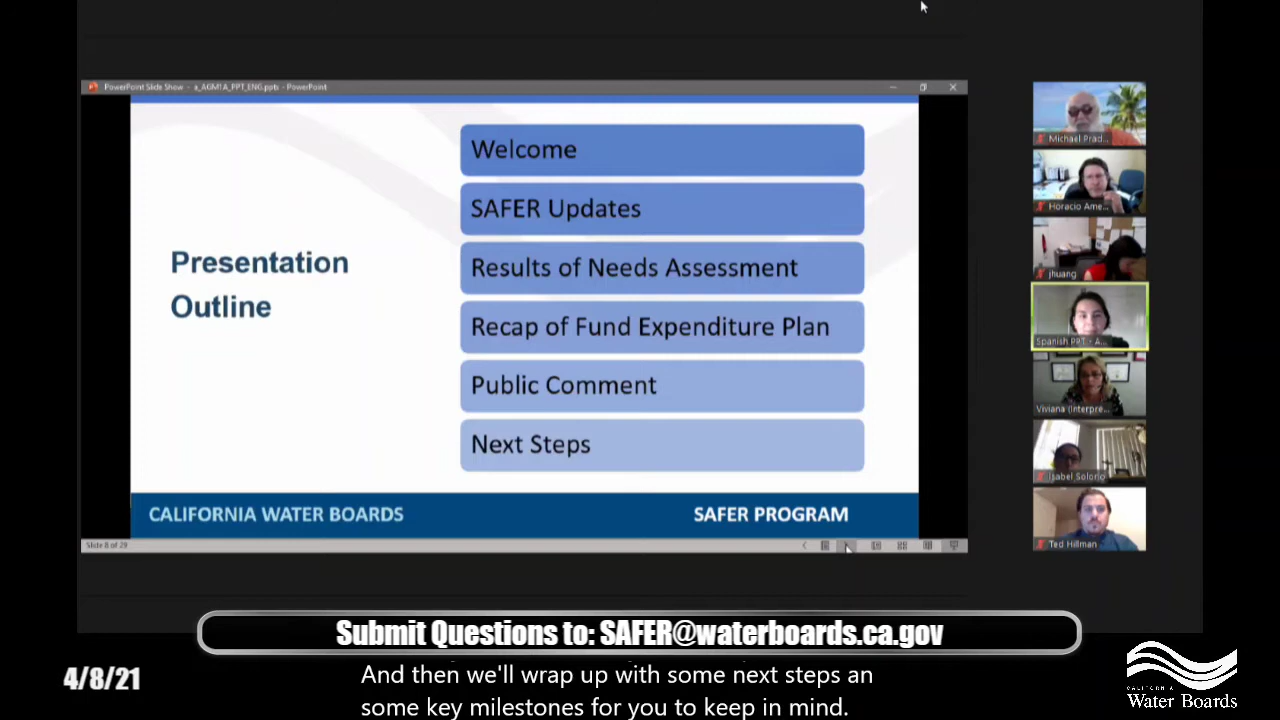 PowerPoint Slide Show - a_AGM1A_PPT_ENG.pptx - PowerPoint
Presentation
Outline
Welcome
SAFER Updates
Results of Needs Assessment
Recap of Fund Expenditure Plan
Public Comment
Next Steps
CALIFORNIA WATER BOARDS
SAFER PROGRAM
Slide 8 of 29
Michael Prad...
Horacio Ame...
jhuang
Spanish PPT - A...
Viviana (Interpre...
Isabel Solorio
Ted Hillman
Submit Questions to: SAFER@waterboards.ca.gov
4/8/21
And then we'll wrap up with some next steps an
some key milestones for you to keep in mind.
CALIFORNIA
Water Boards